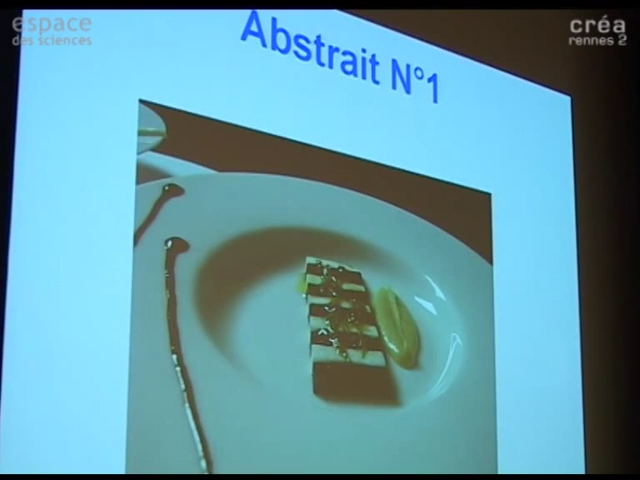 espace
des sciences
créa
rennes 2
Abstrait N°1